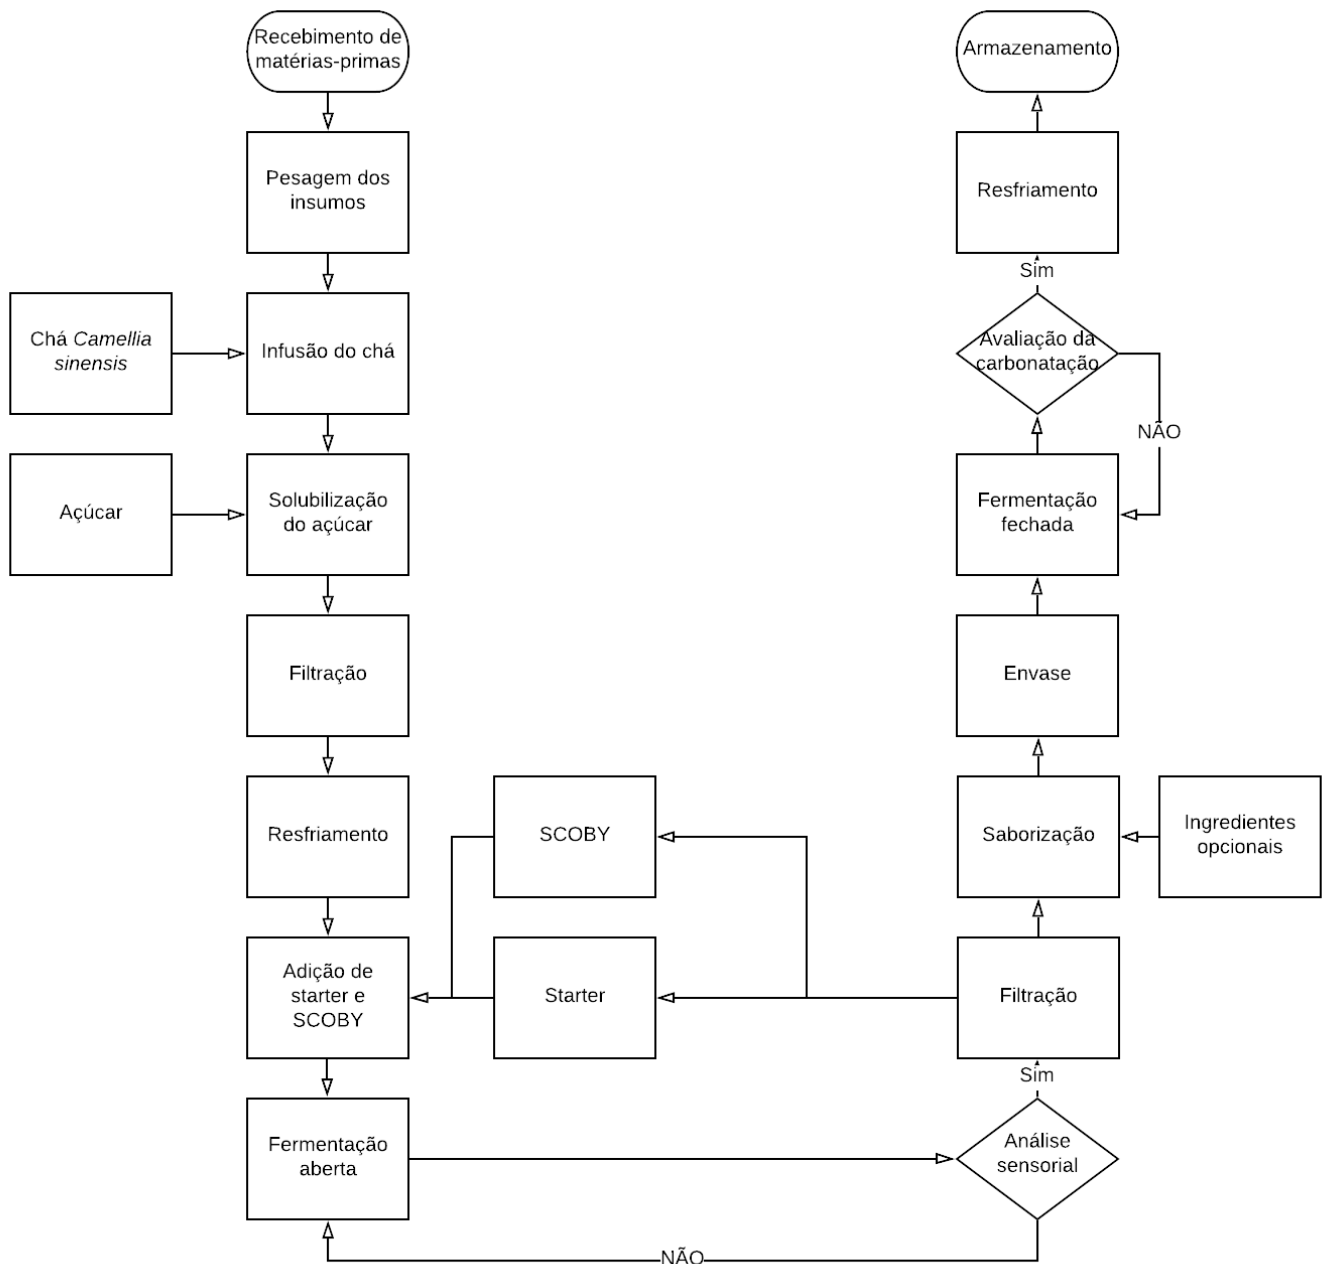 Recebimento de
matérias-primas
Pesagem dos
insumos
Chá Camellia
sinensis
Infusão do chá
Açúcar
Solubilização
do açúcar
Filtração
Resfriamento
SCOBY
Adição de
starter e
SCOBY
Starter
Fermentação
aberta
NÃO
Análise
sensorial
Sim
Filtração
Saborização
Ingredientes
opcionais
Envase
Fermentação
fechada
NÃO
Avaliação da
carbonatação
Sim
Resfriamento
Armazenamento